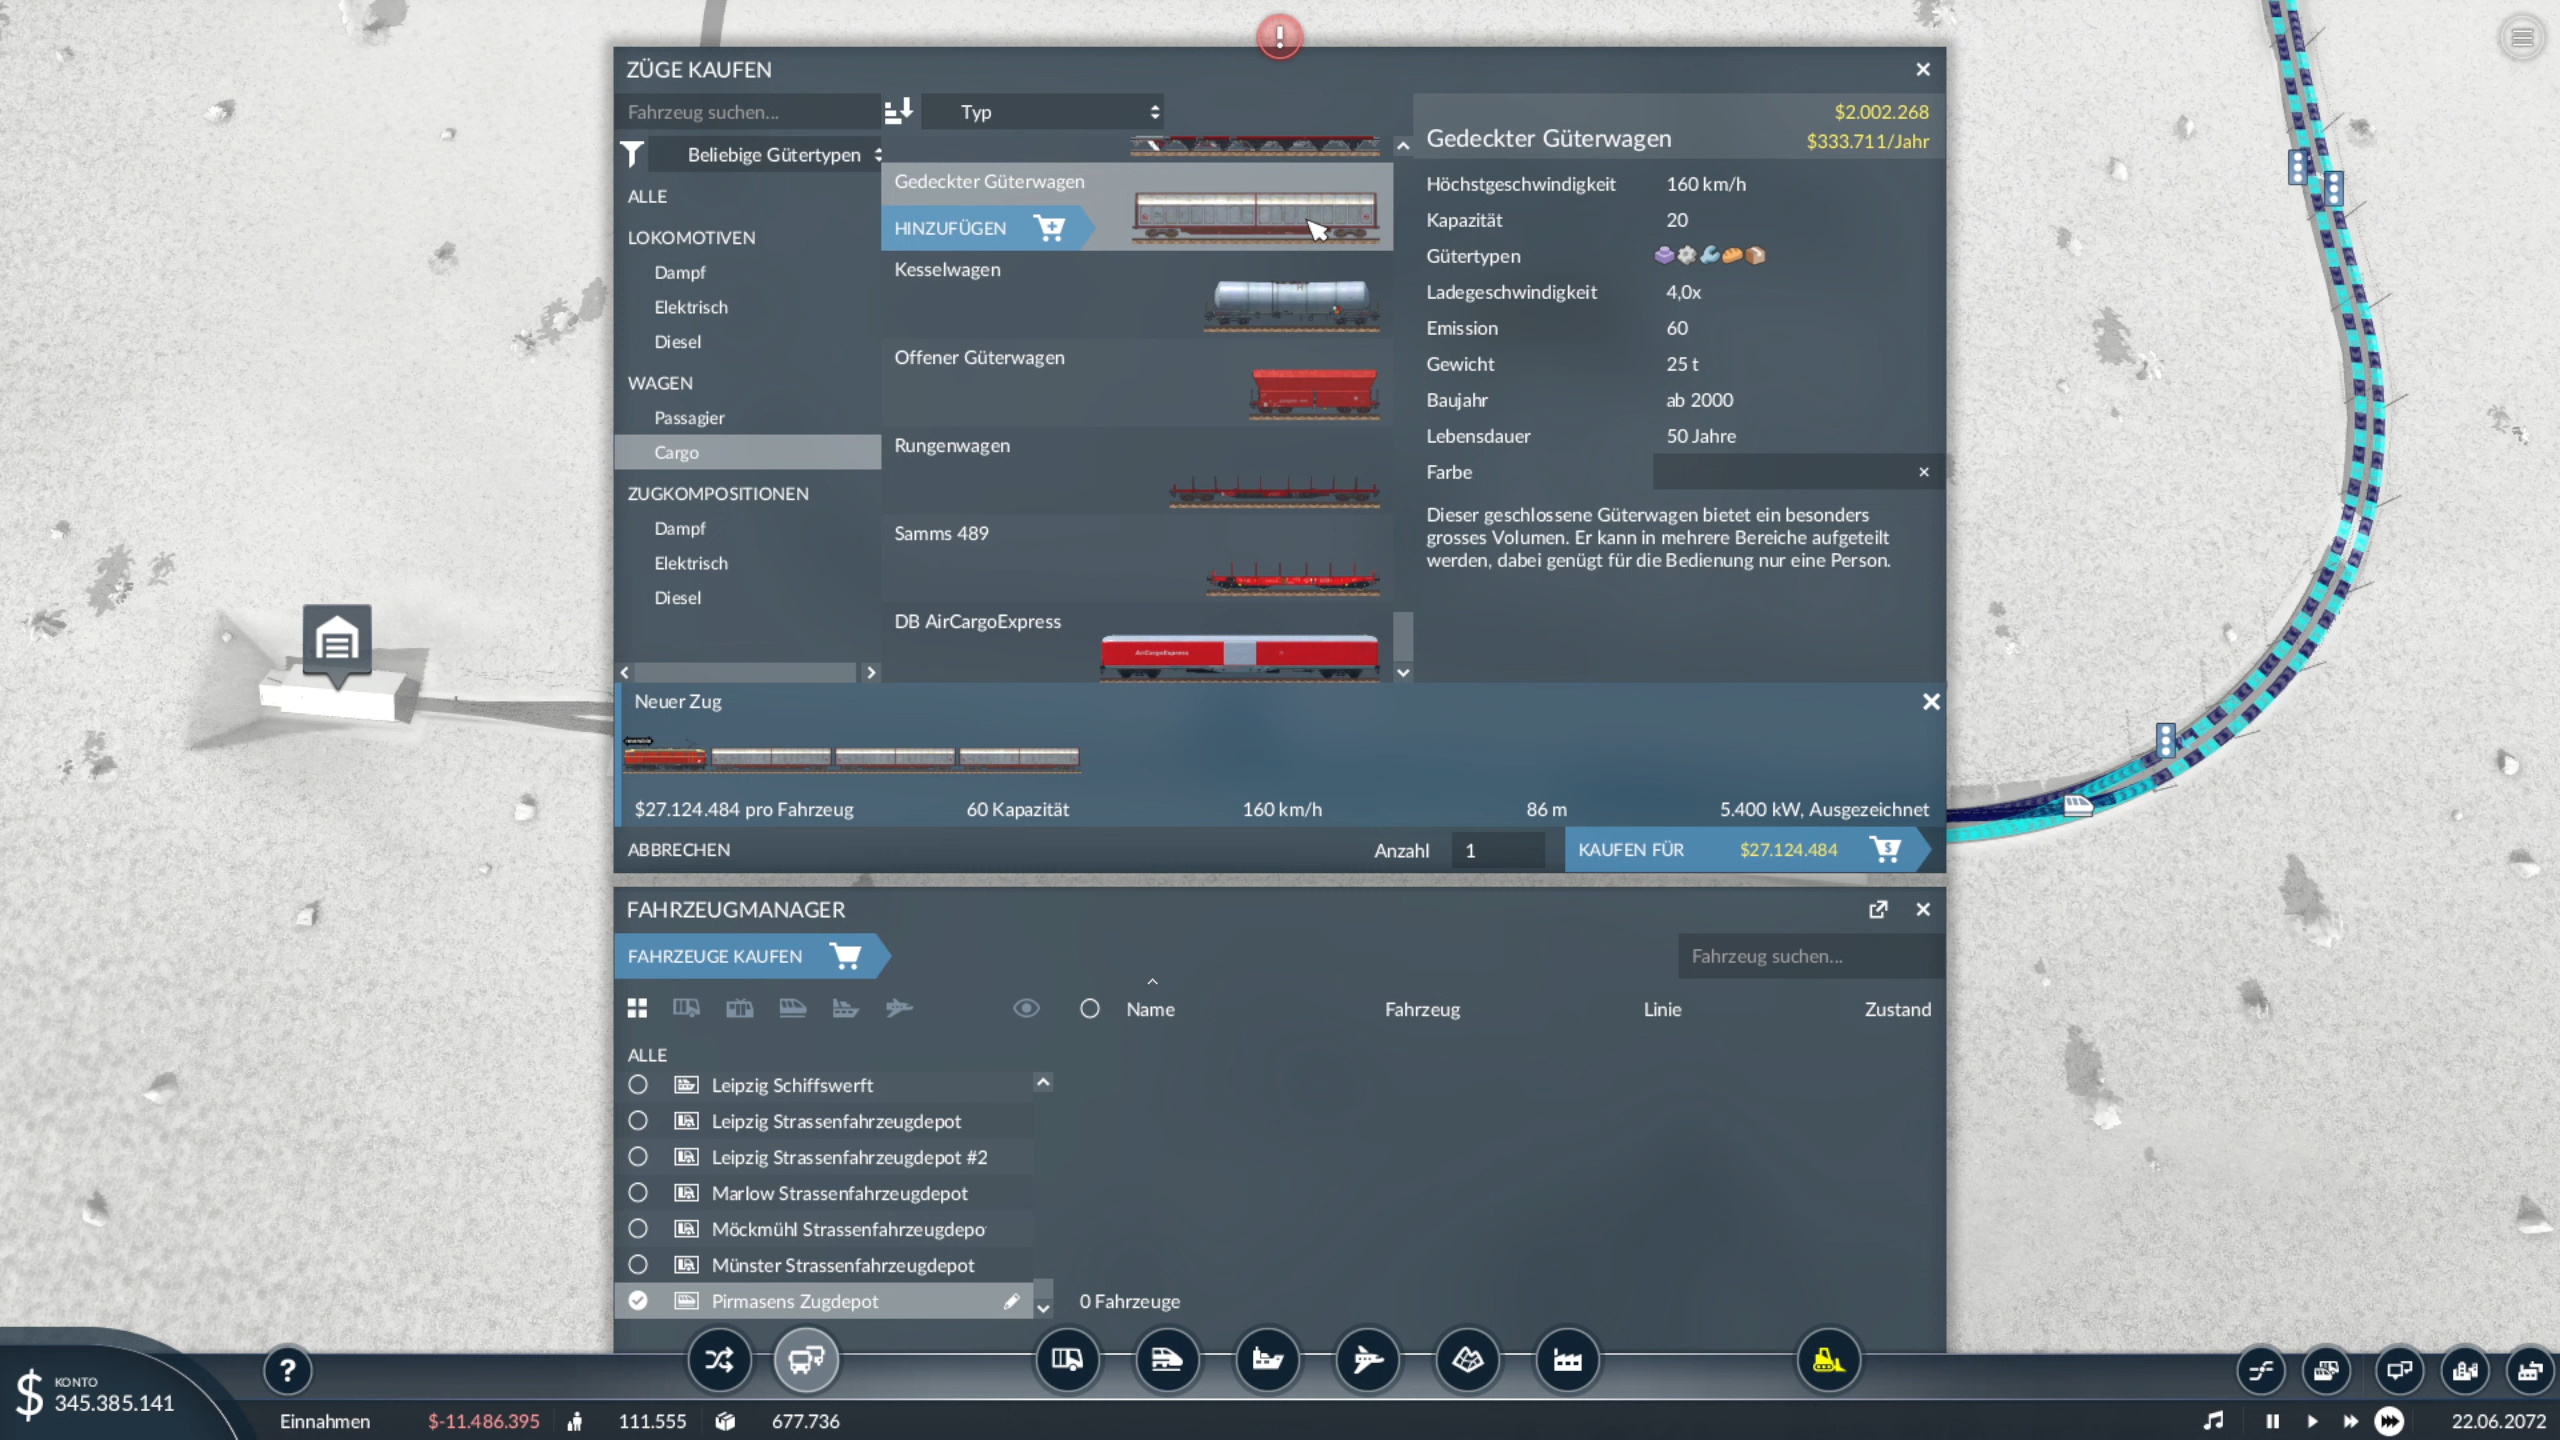 ZÜGE KAUFEN
Fahrzeug suchen...
Typ
Beliebige Gütertypen
ALLE
LOKOMOTIVEN
Dampf
Elektrisch
Diesel
WAGEN
Passagier
Cargo
ZUGKOMPOSITIONEN
Dampf
Elektrisch
Diesel
Gedeckter Güterwagen
HINZUFÜGEN
Kesselwagen
Offener Güterwagen
Rungenwagen
Samms 489
DB AirCargoExpress
AirCargoExpress
$2.002.268
Gedeckter Güterwagen
$333.711/Jahr
Höchstgeschwindigkeit 160 km/h
Kapazität 20
Gütertypen
Ladegeschwindigkeit 4,0x
Emission 60
Gewicht 25 t
Baujahr ab 2000
Lebensdauer 50 Jahre
Farbe
Dieser geschlossene Güterwagen bietet ein besonders
grosses Volumen. Er kann in mehrere Bereiche aufgeteilt
werden, dabei genügt für die Bedienung nur eine Person.
Neuer Zug
$27.124.484 pro Fahrzeug 60 Kapazität 160 km/h 86 m 5.400 kW, Ausgezeichnet
ABBRECHEN Anzahl 1 KAUFEN FÜR $27.124.484
FAHRZEUGMANAGER
FAHRZEUGE KAUFEN
Fahrzeug suchen...
Name Fahrzeug Linie Zustand
ALLE
Leipzig Schiffswerft
Leipzig Strassenfahrzeugdepot
Leipzig Strassenfahrzeugdepot #2
Marlow Strassenfahrzeugdepot
Möckmühl Strassenfahrzeugdepo
Münster Strassenfahrzeugdepot
Pirmasens Zugdepot
0 Fahrzeuge
KONTO
345.385.141
Einnahmen $-11.486.395 111.555 677.736
22.06.2072